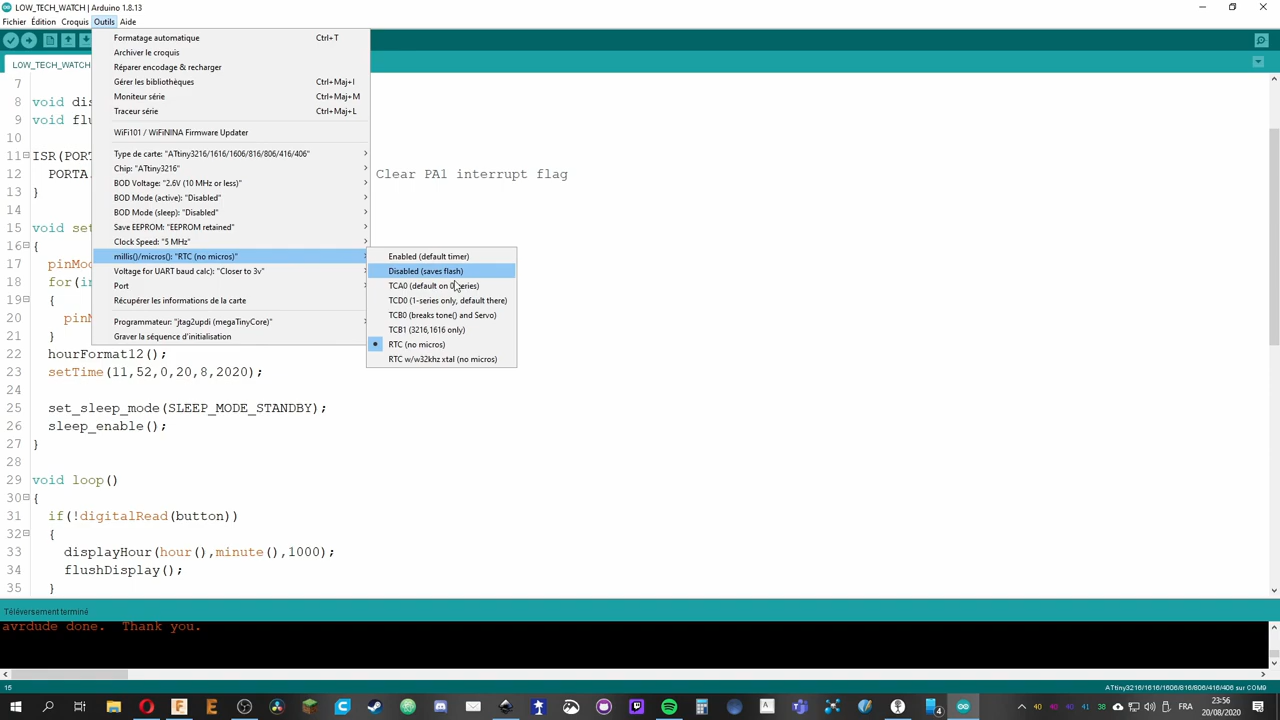 LOW_TECH_WATCH | Arduino 1.8.13
Fichier Édition Croquis Outils Aide
LOW_TECH_WATCH
Formatage automatique Ctrl+T
Archiver le croquis
Réparer encodage & recharger
Gérer les bibliothèques Ctrl+Maj+I
Moniteur série Ctrl+Maj+M
Traceur série Ctrl+Maj+L
WiFi101 / WiFiNINA Firmware Updater
Type de carte: "ATtiny3216/1616/1606/816/806/416/406"
Chip: "ATtiny3216"
BOD Voltage: "2.6V (10 MHz or less)"
BOD Mode (active): "Disabled"
BOD Mode (sleep): "Disabled"
Save EEPROM: "EEPROM retained"
Clock Speed: "5 MHz"
millis()/micros(): "RTC (no micros)"
Voltage for UART baud calc): "Closer to 3v"
Port
Récupérer les informations de la carte
Programmateur: "jtag2updi (megaTinyCore)"
Graver la séquence d'initialisation
Enabled (default timer)
Disabled (saves flash)
TCA0 (default on 0-series)
TCD0 (1-series only, default there)
TCB0 (breaks tone() and Servo)
TCB1 (3216,1616 only)
RTC (no micros)
RTC w/w32khz xtal (no micros)
7
8 void dis
9 void flu
10
11 ISR(PORT
12 PORTA. Clear PA1 interrupt flag
13 }
14
15 void set
16 {
17 pinMod
18 for(in
19 {
20 pinM
21 }
22 hourFormat12();
23 setTime(11,52,0,20,8,2020);
24
25 set_sleep_mode(SLEEP_MODE_STANDBY);
26 sleep_enable();
27 }
28
29 void loop()
30 {
31 if(!digitalRead(button))
32 {
33 displayHour(hour(),minute(),1000);
34 flushDisplay();
35 }
Téléversement terminé
avrdude done. Thank you.
15 ATtiny3216/1616/1606/816/806/416/406 sur COM9
40 40 40 41 38 FRA 23:56
20/08/2020